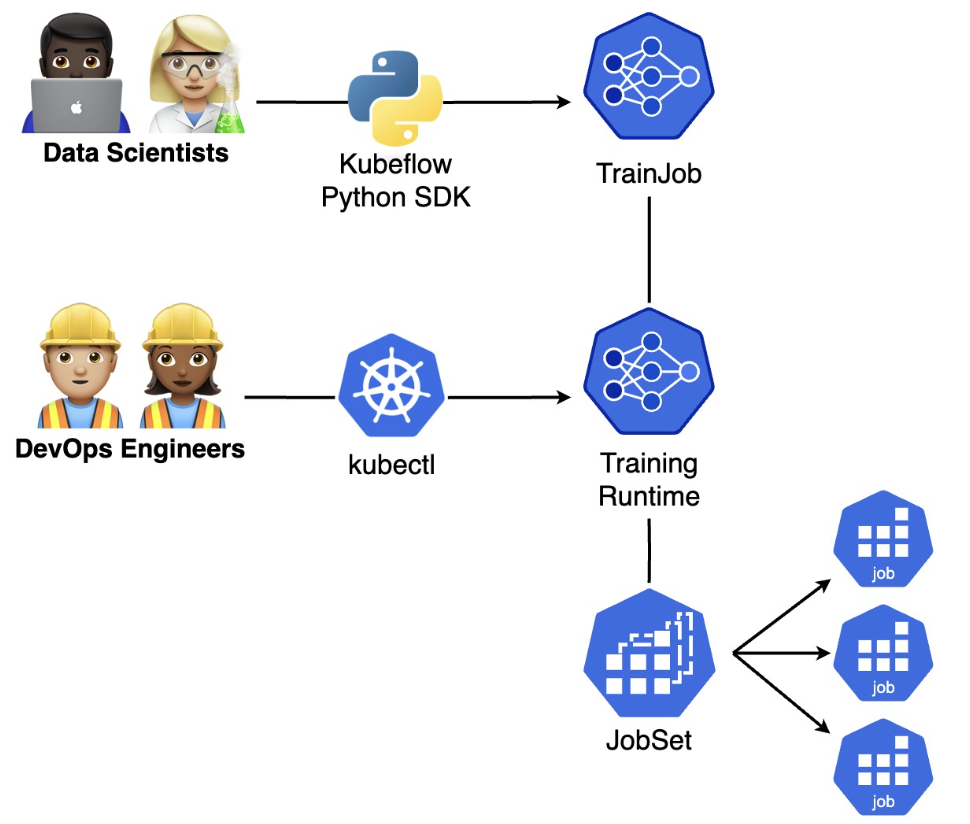 Data Scientists
Kubeflow
Python SDK
TrainJob
DevOps Engineers
kubectl
Training
Runtime
JobSet
job
job
job